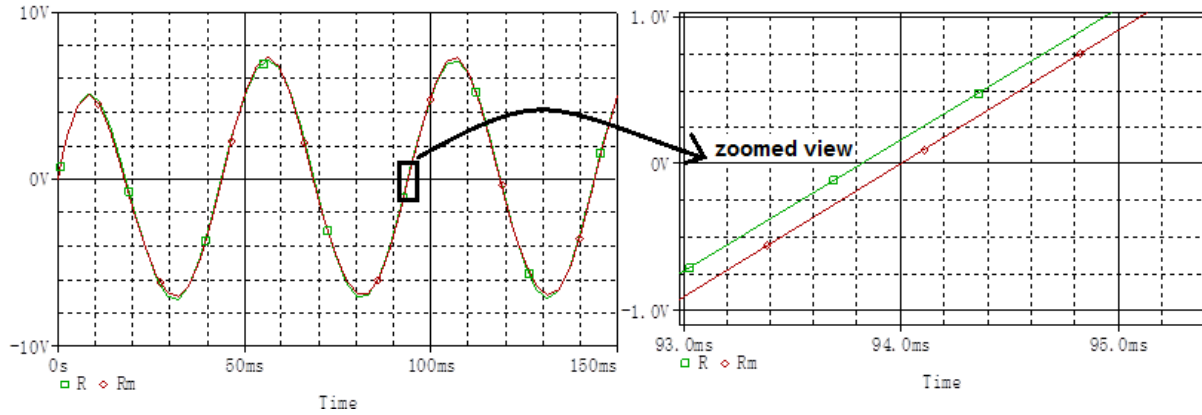 10V
0V
-10V
0s 50ms 100ms 150ms
R Rm
Time
zoomed view
1.0V
0V
-1.0V
93.0ms 94.0ms 95.0ms
R Rm
Time